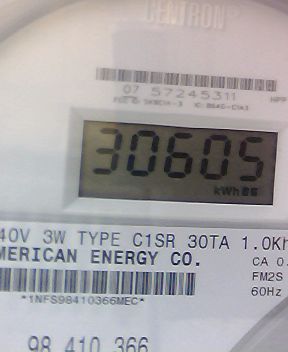 CENTRON®
07 57245311
30605
kWh
40V 3W TYPE C1SR 30TA 1.0Kh
MERICAN ENERGY CO.
CA 0.
FM2S
60Hz
*1NFS98410366MEC*
98 410 366